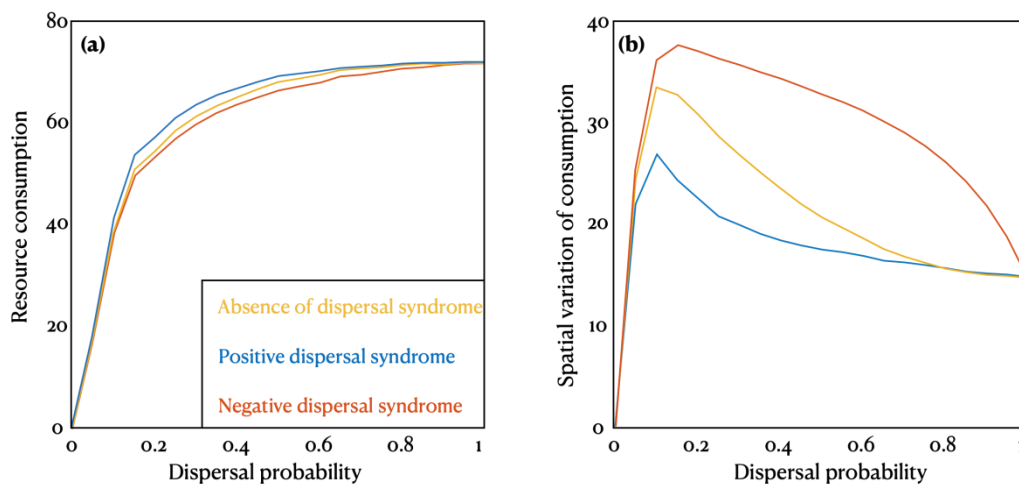 (a)
Resource consumption
80
60
40
20
0
Absence of dispersal syndrome
Positive dispersal syndrome
Negative dispersal syndrome
0 0.2 0.4 0.6 0.8 1
Dispersal probability
(b)
Spatial variation of consumption
40
30
20
10
0
0 0.2 0.4 0.6 0.8 1
Dispersal probability